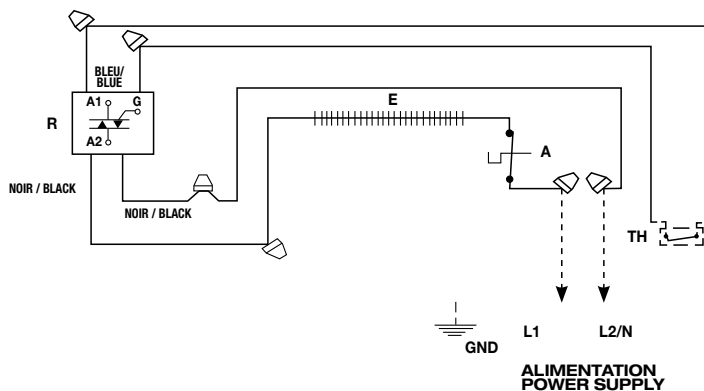 BLEU/
BLUE
A1
G
R
A2
E
A
NOIR / BLACK
NOIR / BLACK
TH
L1
L2/N
GND
ALIMENTATION
POWER SUPPLY